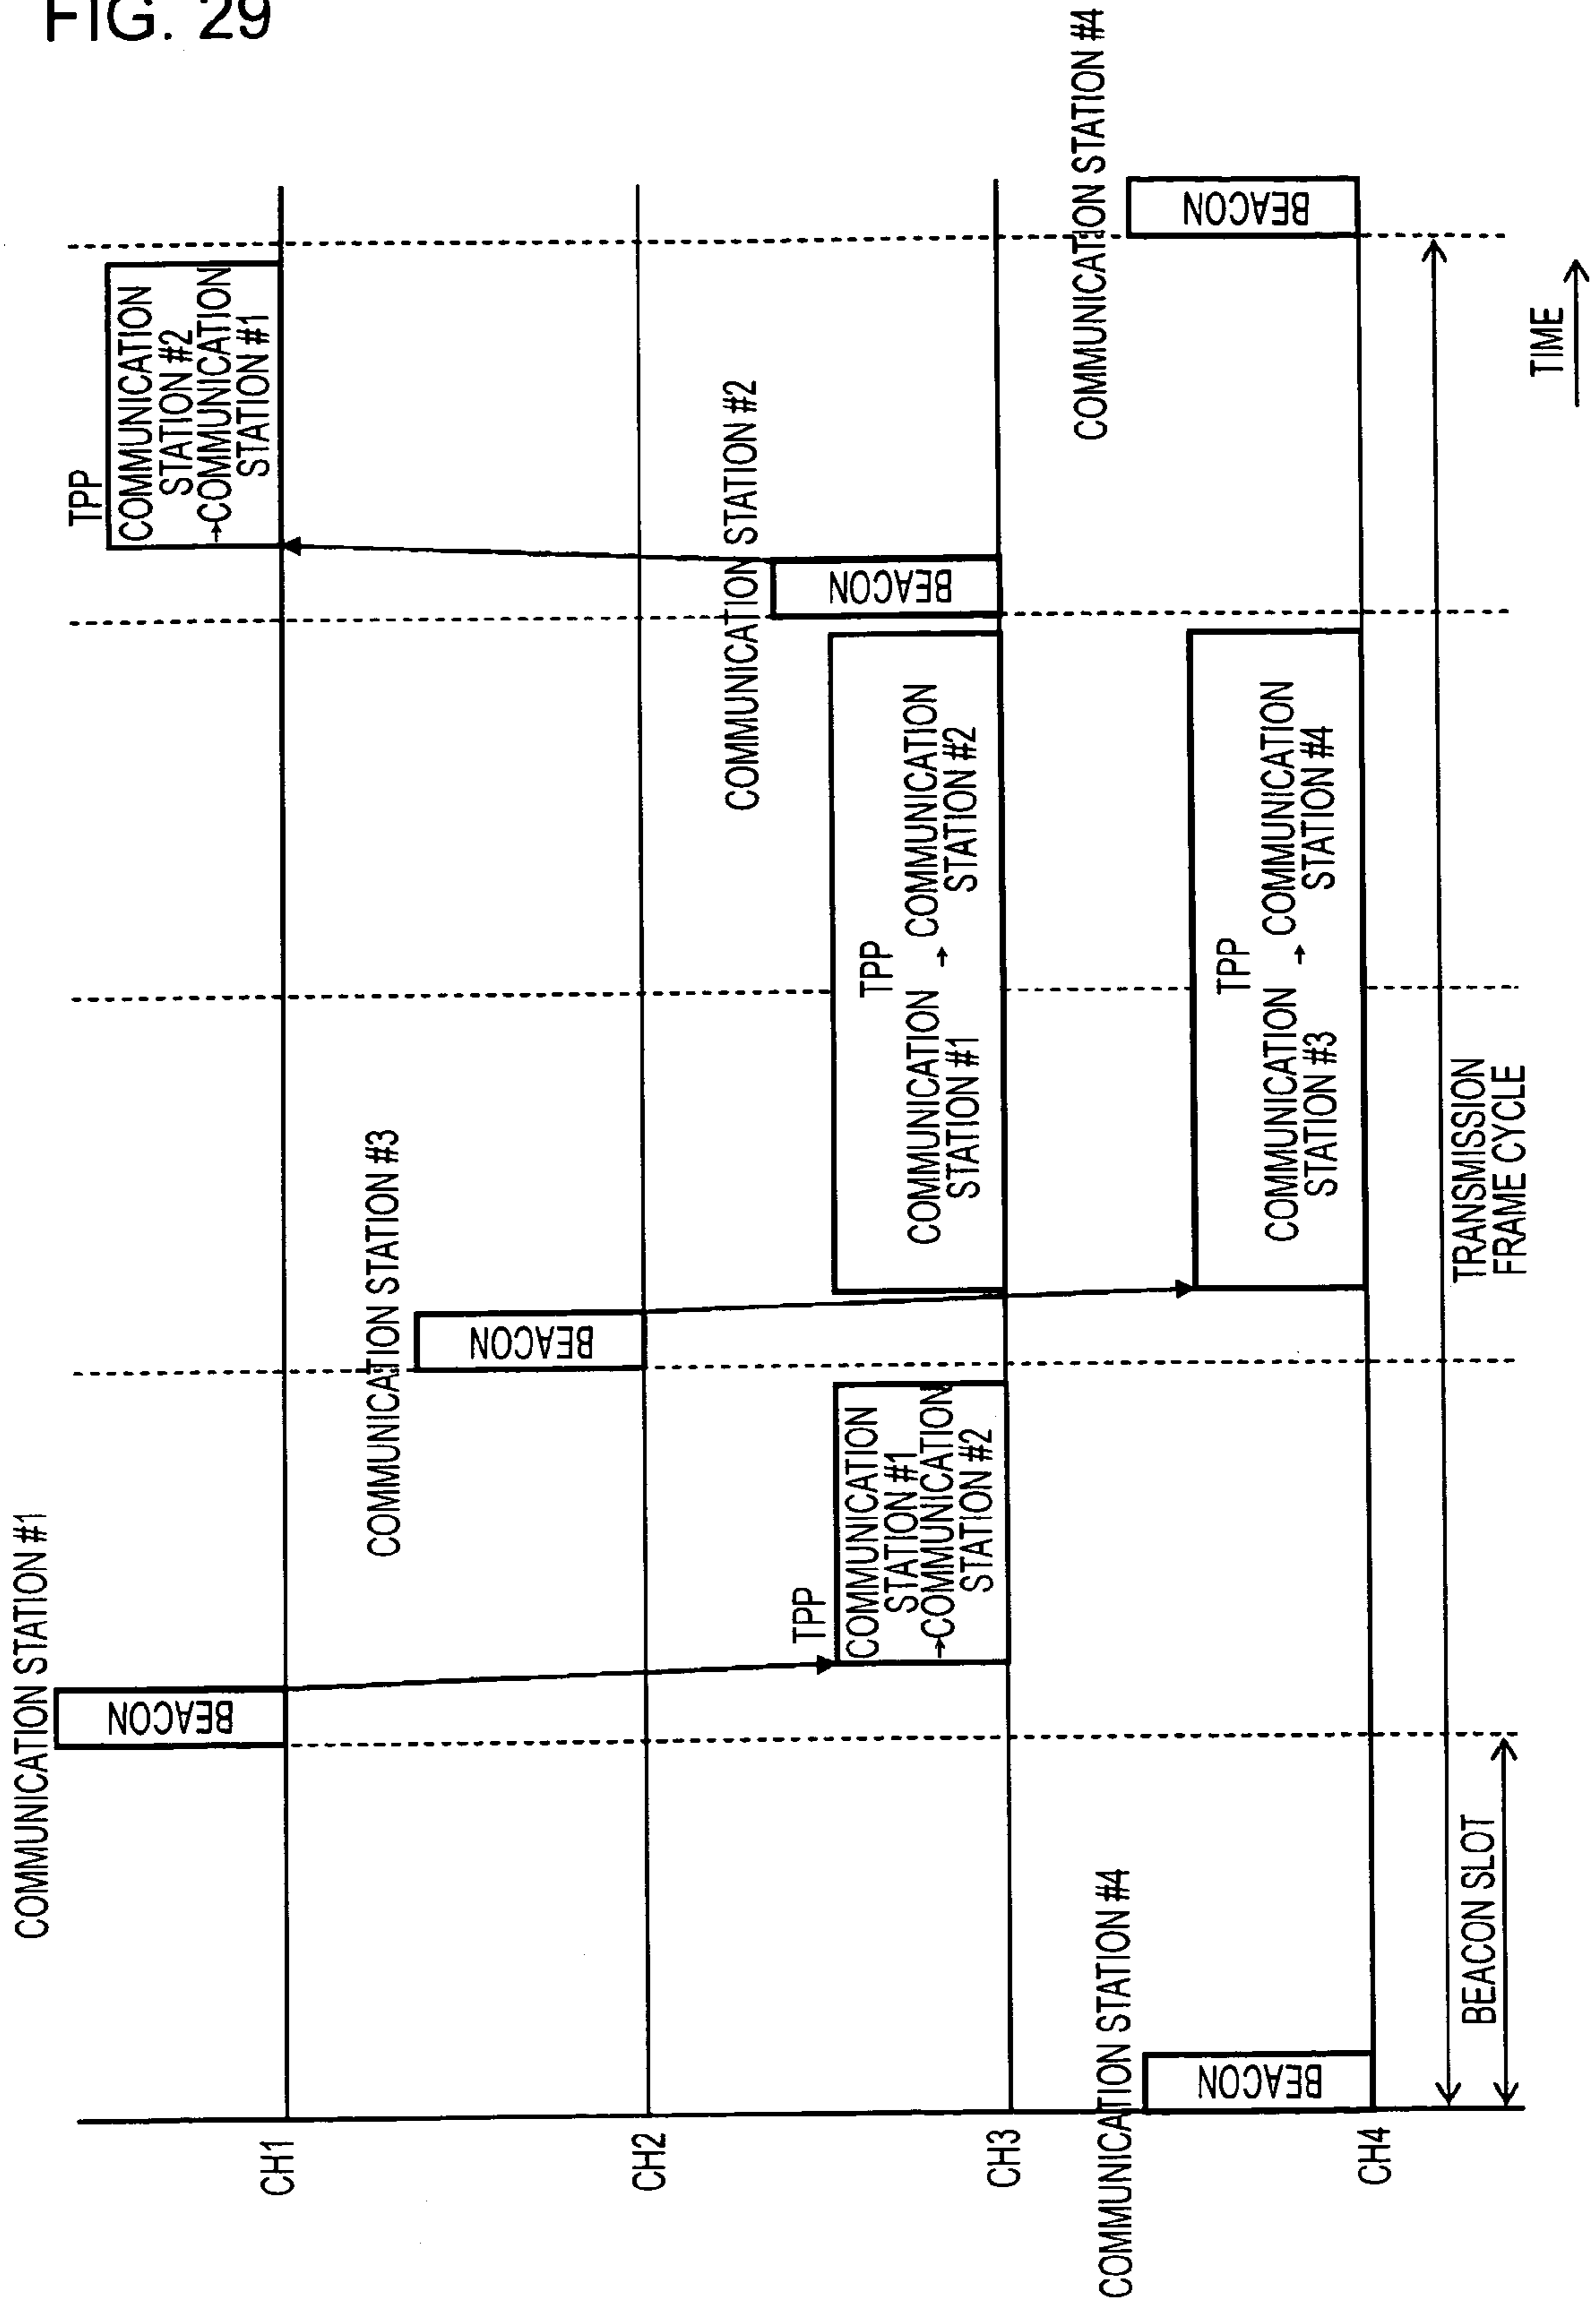 FIG. 29
COMMUNICATION STATION #1
BEACON
CH1
TPP
COMMUNICATION
STATION #2
→COMMUNICATION
STATION #1
COMMUNICATION STATION #3
BEACON
CH2
COMMUNICATION STATION #2
BEACON
TPP
COMMUNICATION
STATION #1
→COMMUNICATION
STATION #2
TPP
COMMUNICATION → COMMUNICATION
STATION #1 STATION #2
CH3
COMMUNICATION STATION #4
BEACON
TPP
COMMUNICATION → COMMUNICATION
STATION #3 STATION #4
COMMUNICATION STATION #4
BEACON
CH4
TRANSMISSION
FRAME CYCLE
BEACON SLOT
TIME